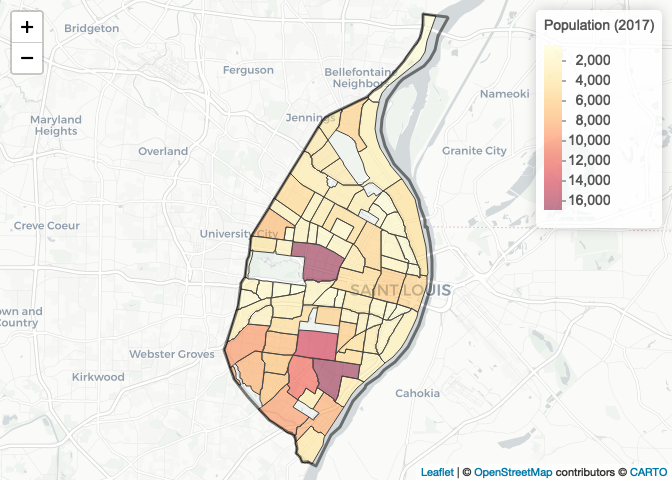 +
−
Bridgeton
Ferguson
Bellefontaine
Neighbor
Nameoki
Maryland
Heights
Jennings
Overland
Granite City
Creve Coeur
University City
SAINT LOUIS
own and
Country
Webster Groves
Kirkwood
Cahokia
Population (2017)
2,000
4,000
6,000
8,000
10,000
12,000
14,000
16,000
Leaflet | © OpenStreetMap contributors © CARTO